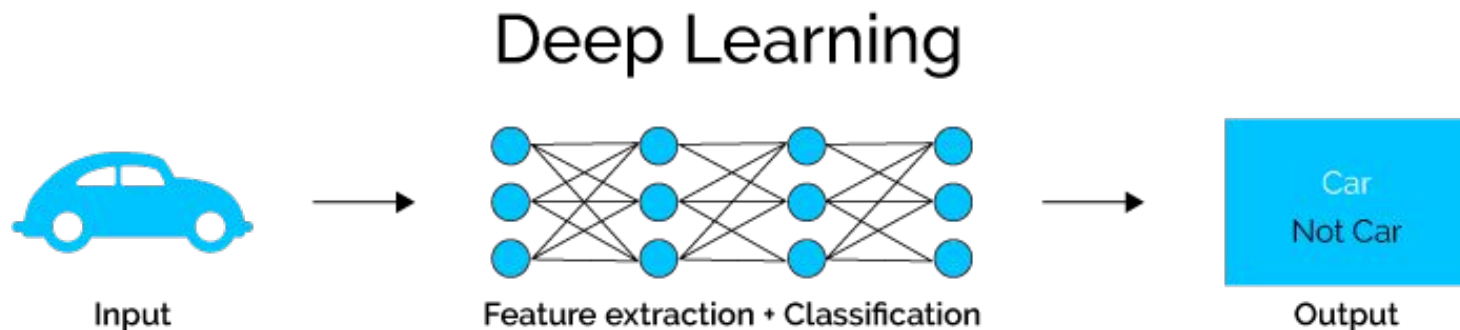 Deep Learning
Car
Not Car
Input
Feature extraction + Classification
Output